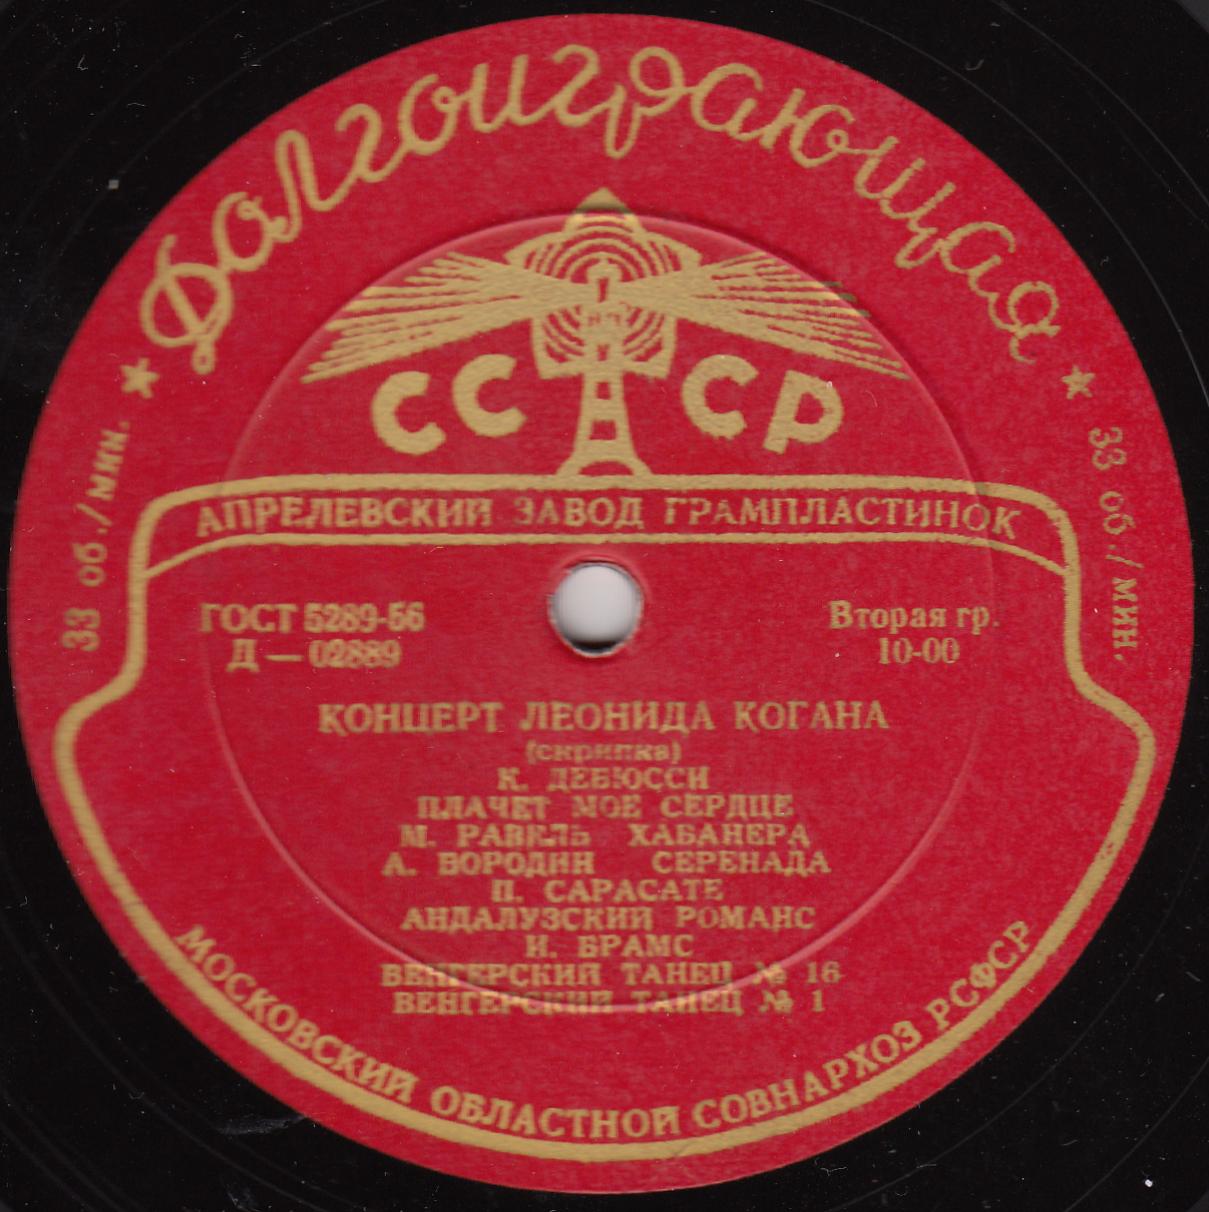 Долгоиграющая
СССР
33 об./мин.
33 об./мин.
АПРЕЛЕВСКИЙ ЗАВОД ГРАМПЛАСТИНОК
ГОСТ 5289-56
Д — 02889
Вторая гр.
10-00
КОНЦЕРТ ЛЕОНИДА КОГАНА
(скрипка)
К. ДЕБЮССИ
ПЛАЧЕТ МОЕ СЕРДЦЕ
М. РАВЕЛЬ ХАБАНЕРА
А. БОРОДИН СЕРЕНАДА
П. САРАСАТЕ
АНДАЛУЗСКИЙ РОМАНС
И. БРАМС
ВЕНГЕРСКИЙ ТАНЕЦ № 16
ВЕНГЕРСКИЙ ТАНЕЦ № 1
МОСКОВСКИЙ ОБЛАСТНОЙ СОВНАРХОЗ РСФСР